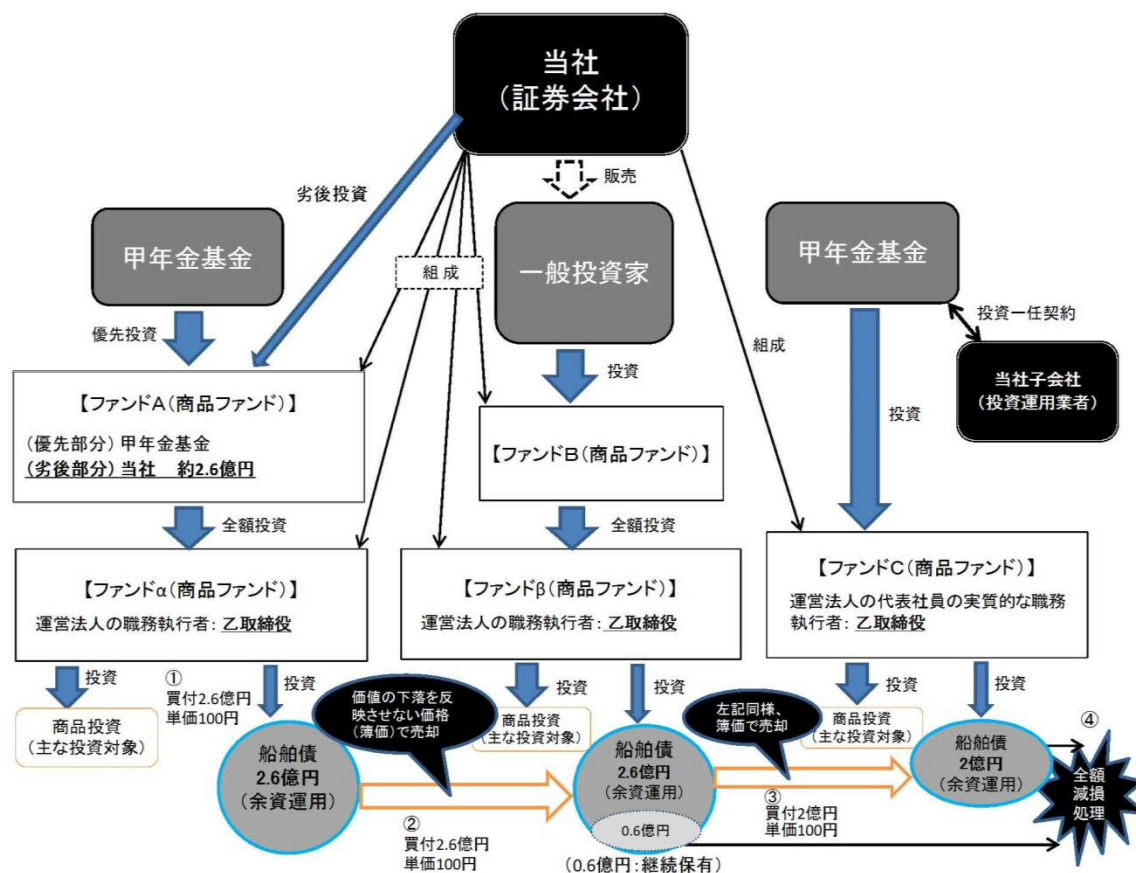 当社
（証券会社）
販売
劣後投資
甲年金基金
組 成
一般投資家
甲年金基金
優先投資
投資
組成
投資一任契約
当社子会社
（投資運用業者）
投資
【ファンドA（商品ファンド）】
（優先部分）甲年金基金
（劣後部分）当社　約2.6億円
【ファンドB（商品ファンド）】
全額投資
全額投資
【ファンドα（商品ファンド）】
運営法人の職務執行者：乙取締役
【ファンドβ（商品ファンド）】
運営法人の職務執行者：乙取締役
【ファンドC（商品ファンド）】
運営法人の代表社員の実質的な職務
執行者：乙取締役
投資
①
買付2.6億円
単価100円
投資
商品投資
（主な投資対象）
価値の下落を反
映させない価格
（簿価）で売却
投資
商品投資
（主な投資対象）
投資
左記同様、
簿価で売却
投資
商品投資
（主な投資対象）
投資
船舶債
2.6億円
（余資運用）
船舶債
2.6億円
（余資運用）
0.6億円
船舶債
2億円
（余資運用）
④
全額
減損
処理
②
買付2.6億円
単価100円
③
買付2億円
単価100円
（0.6億円：継続保有）